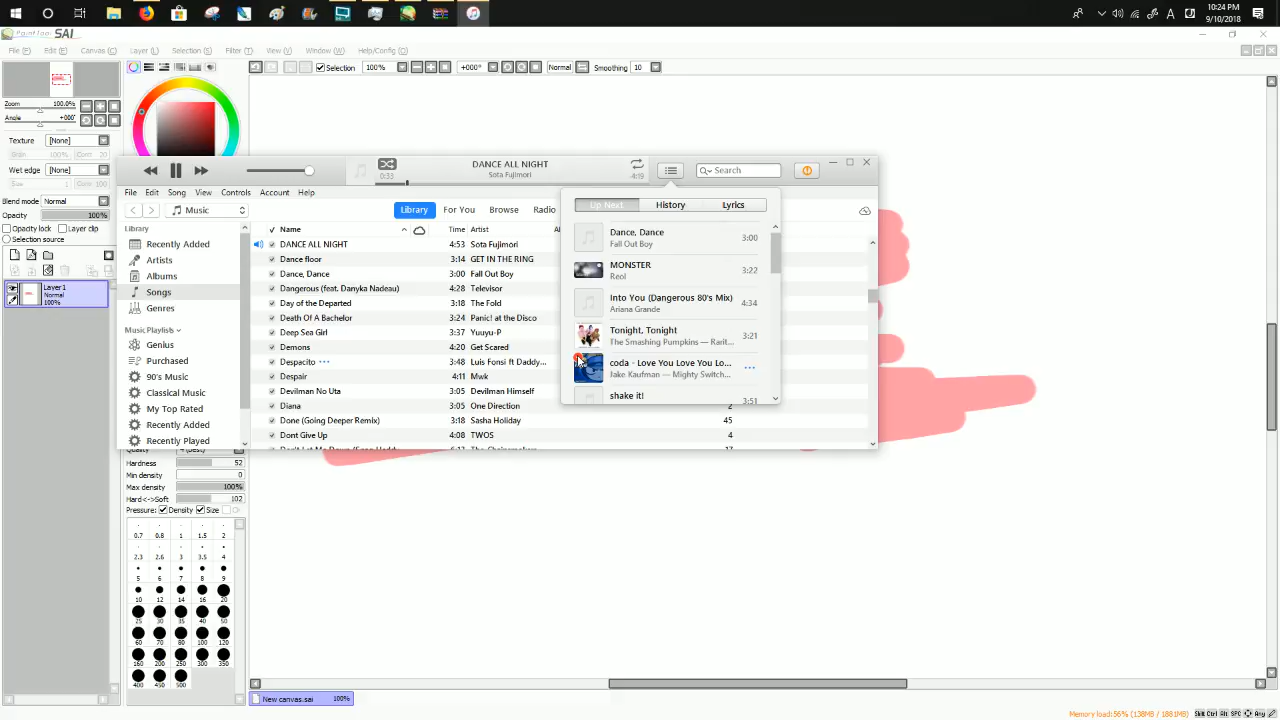 10:24 PM
9/10/2018
PaintTool SAI
File (F) Edit (E) Canvas (C) Layer (L) Selection (S) Filter (T) View (V) Window (W) Help/Config (O)
Selection 100% +000° Normal Smoothing 10
Zoom 100.0%
Angle +000°
Texture [None]
Scan 100% Cont 20
Wet edge [None]
Blend mode Normal
Opacity 100%
Opacity lock Layer clip
Selection source
Layer1
Normal
100%
DANCE ALL NIGHT
Sota Fujimori
0:33
-4:19
Search
File Edit Song View Controls Account Help
Music
Library For You Browse Radio
Library
Recently Added
Artists
Albums
Songs
Genres
Music Playlists
Genius
Purchased
90's Music
Classical Music
My Top Rated
Recently Added
Recently Played
Name Time Artist
DANCE ALL NIGHT 4:53 Sota Fujimori
Dance floor 3:14 GET IN THE RING
Dance, Dance 3:00 Fall Out Boy
Dangerous (feat. Danyka Nadeau) 4:28 Televisor
Day of the Departed 3:18 The Fold
Death Of A Bachelor 3:24 Panic! at the Disco
Deep Sea Girl 3:37 Yuuyu-P
Demons 4:20 Get Scared
Despacito ••• 3:48 Luis Fonsi ft Daddy...
Despair 4:11 Mwk
Devilman No Uta 3:05 Devilman Himself
Diana 3:05 One Direction 2
Done (Going Deeper Remix) 3:18 Sasha Holiday 45
Dont Give Up 4:08 TWOS 4
Up Next History Lyrics
Dance, Dance
Fall Out Boy
3:00
MONSTER
Reol
3:22
Into You (Dangerous 80's Mix)
Ariana Grande
4:34
Tonight, Tonight
The Smashing Pumpkins — Rarit...
3:21
coda - Love You Love You Lo...
Jake Kaufman — Mighty Switch...
•••
shake it!
3:51
Quality
Hardness 52
Min density 0
Max density 100%
Hard<->Soft 102
Pressure: Density Size
0.7 0.8 1 1.5 2
2.3 2.6 3 3.5 4
5 6 7 8 9
10 12 14 16 20
25 30 35 40 50
60 70 80 100 120
160 200 250 300 350
400 450 500
New canvas.sai 100%
Memory load: 56% (138MB / 1881MB)
Shft Ctrl Alt SPC Any